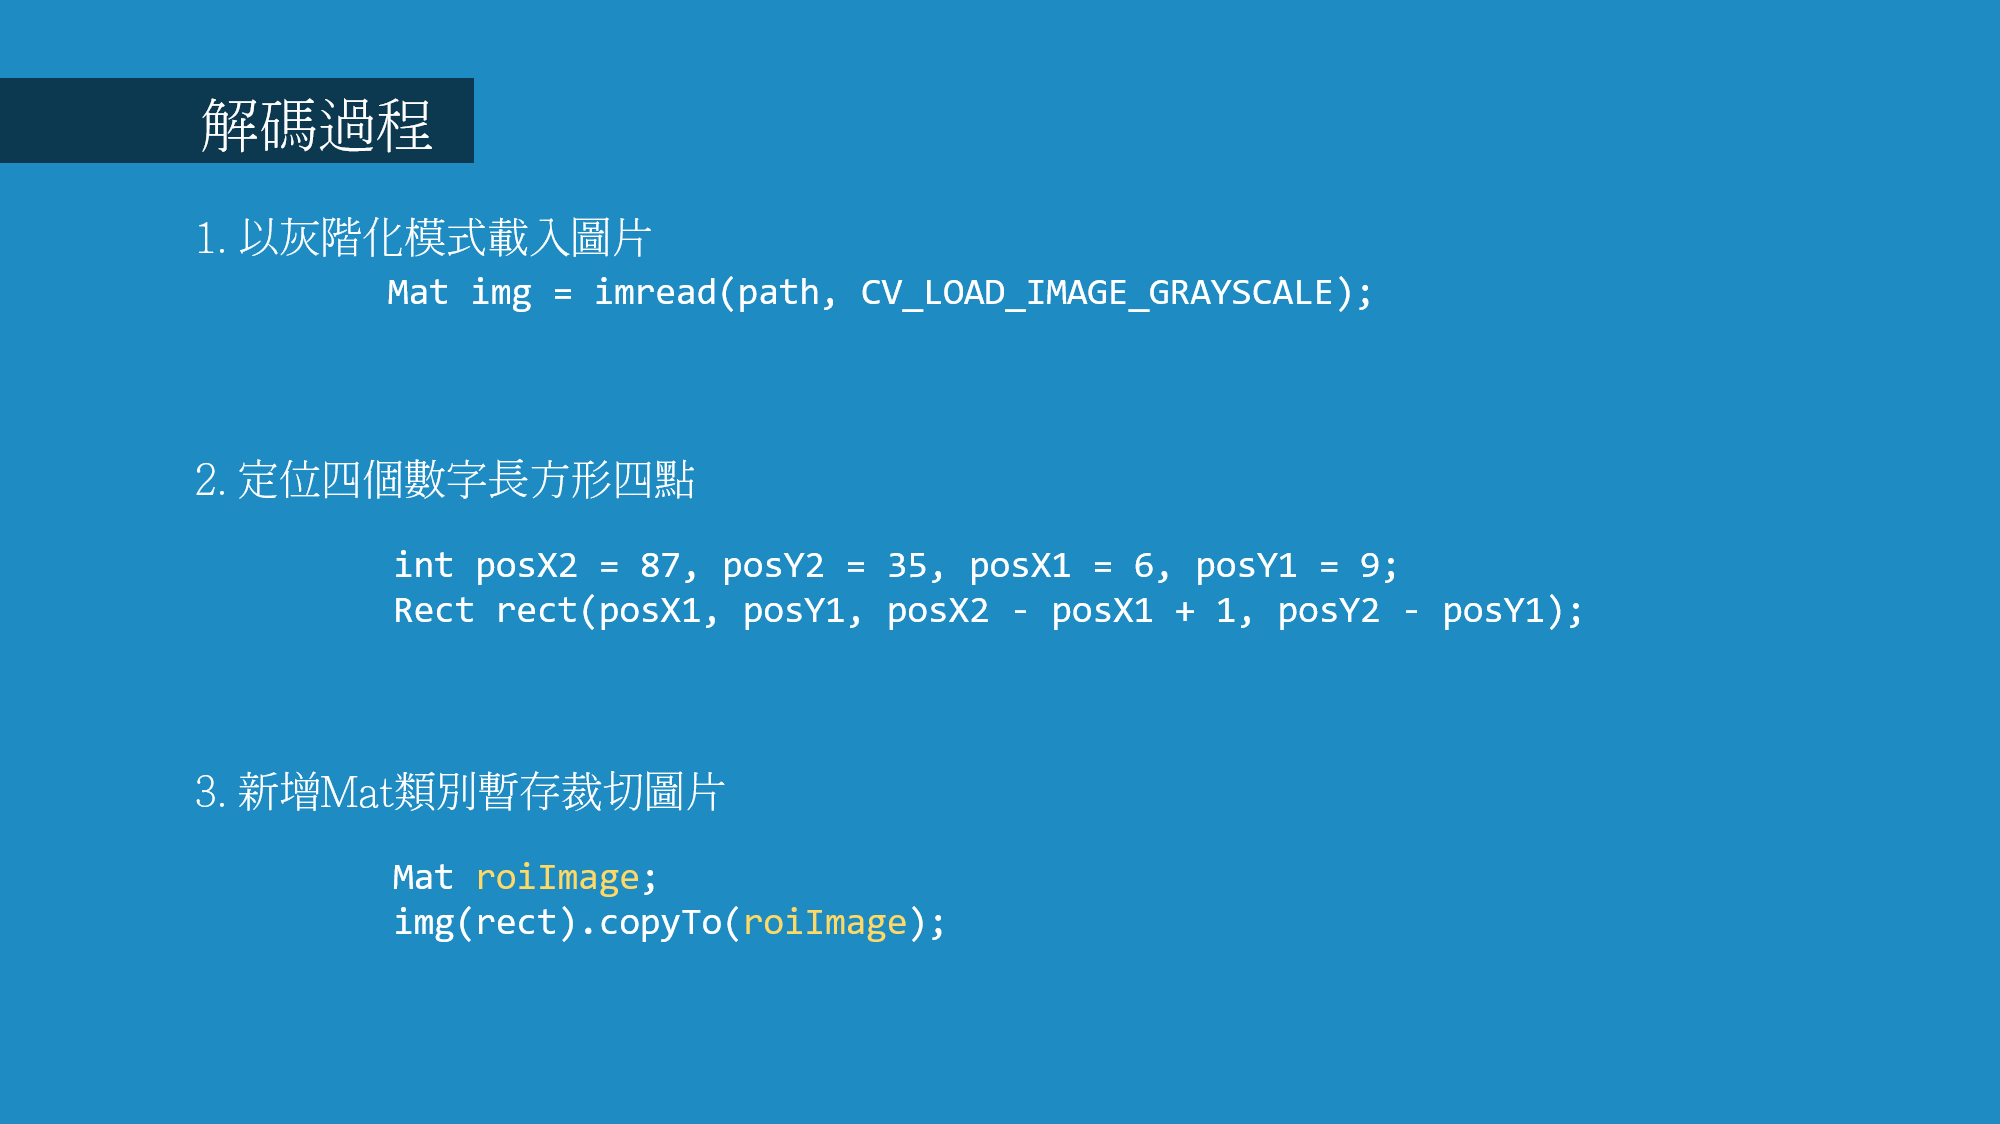 解碼過程
1. 以灰階化模式載入圖片
Mat img = imread(path, CV_LOAD_IMAGE_GRAYSCALE);
2. 定位四個數字長方形四點
int posX2 = 87, posY2 = 35, posX1 = 6, posY1 = 9;
Rect rect(posX1, posY1, posX2 - posX1 + 1, posY2 - posY1);
3. 新增Mat類別暫存裁切圖片
Mat roiImage;
img(rect).copyTo(roiImage);